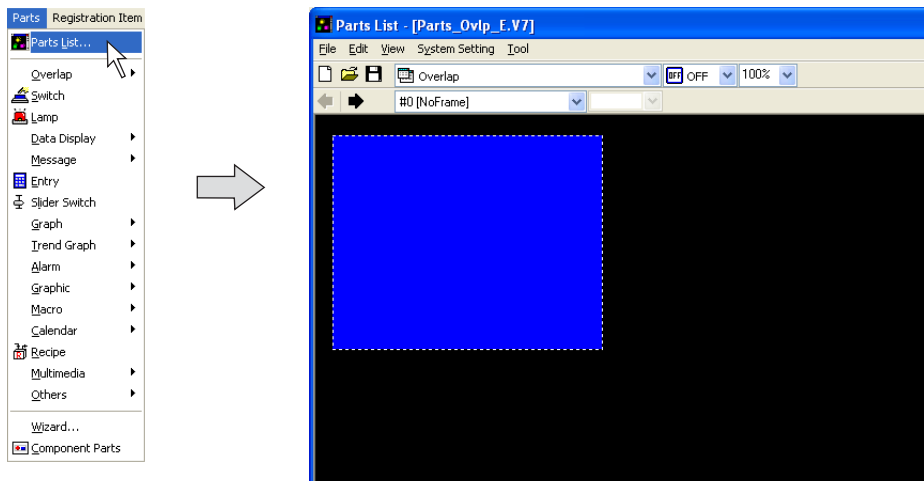 Parts Registration Item
Parts List...
Overlap
Switch
Lamp
Data Display
Message
Entry
Slider Switch
Graph
Trend Graph
Alarm
Graphic
Macro
Calendar
Recipe
Multimedia
Others
Wizard...
Component Parts
Parts List - [Parts_Ovlp_E.V7]
File Edit View System Setting Tool
Overlap OFF OFF 100%
#0 [NoFrame]